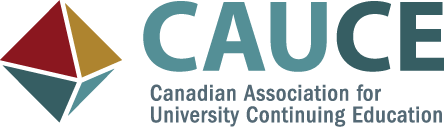 CAUCE
Canadian Association for
University Continuing Education